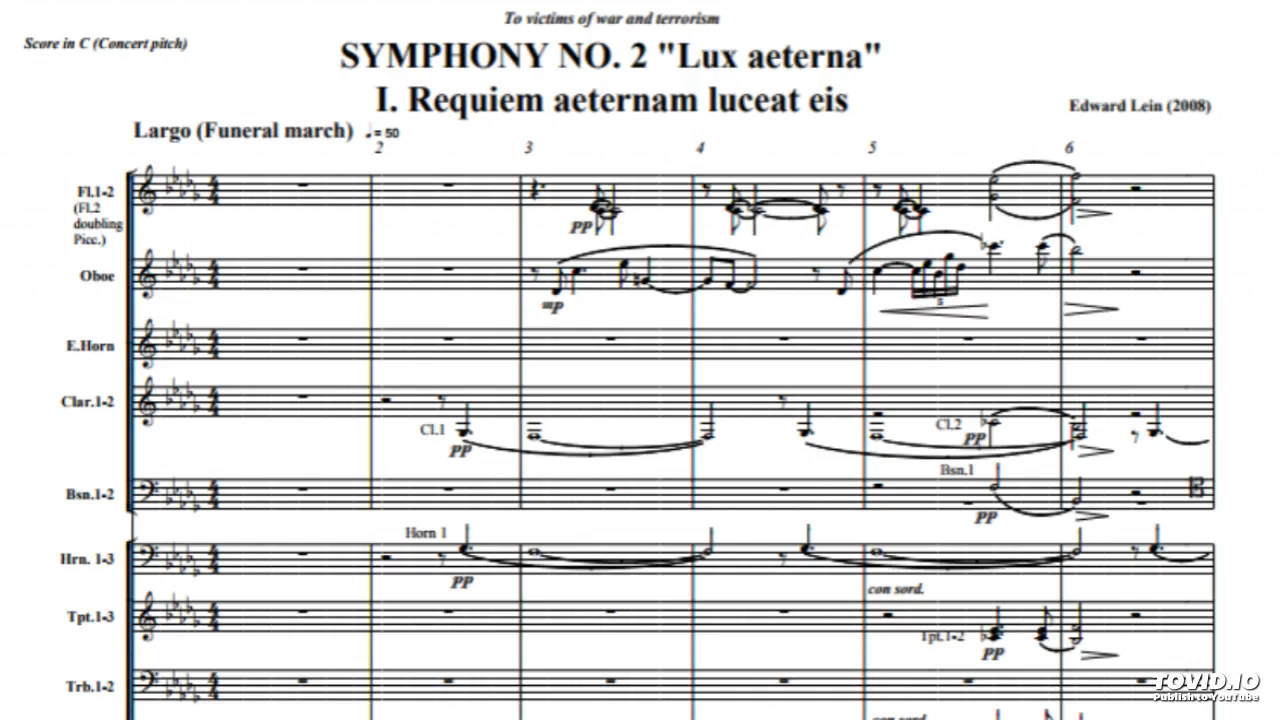 To victims of war and terrorism
Score in C (Concert pitch)
SYMPHONY NO. 2 "Lux aeterna"
I. Requiem aeternam luceat eis
Edward Lein (2008)
Largo (Funeral march) ♩= 50
2 3 4 5 6
Fl.1-2
(Fl.2
doubling
Picc.)
PP
Oboe
mp
5
E.Horn
Clar.1-2
Cl.1
PP
Cl.2
PP
Bsn.1-2
Bsn.1
PP
Horn 1
Hrn. 1-3
PP
con sord.
Tpt.1-3
Tpt.1-2
PP
Trb.1-2
con sord.
TOVID.IO
Publish to YouTube